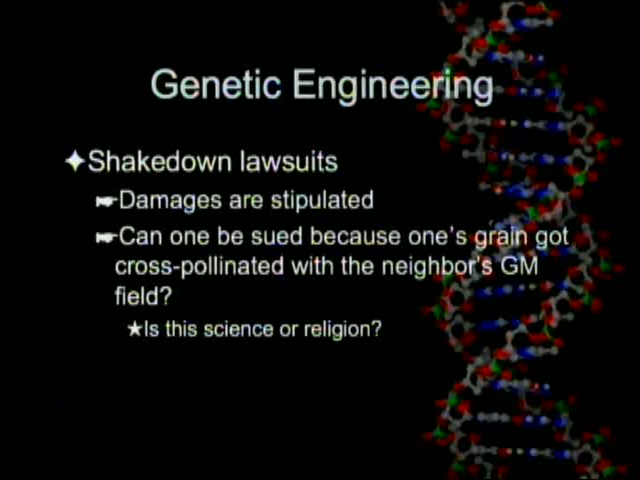 Genetic Engineering
✦Shakedown lawsuits
☛Damages are stipulated
☛Can one be sued because one's grain got
cross-pollinated with the neighbor's GM
field?
★Is this science or religion?